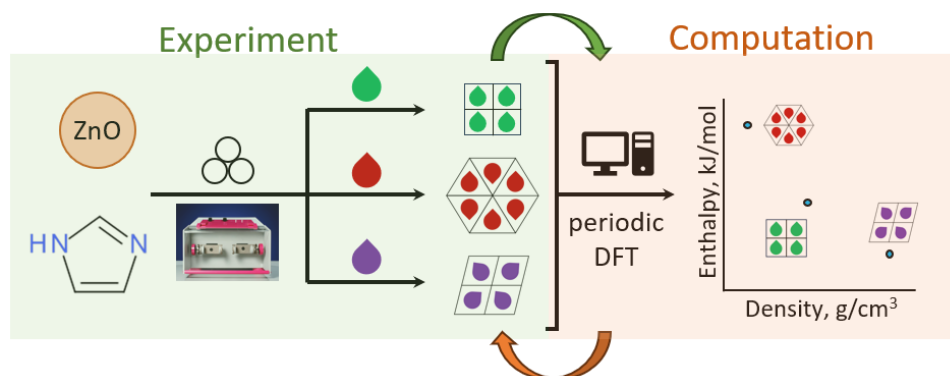 Experiment
Computation
ZnO
HN
N
periodic
DFT
Enthalpy, kJ/mol
Density, g/cm³